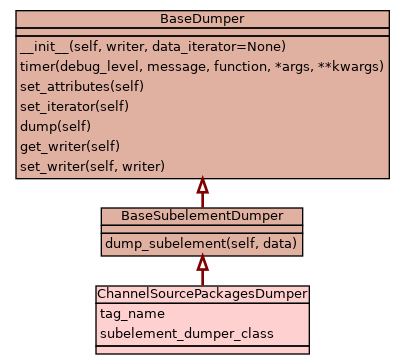 BaseDumper
__init__(self, writer, data_iterator=None)
timer(debug_level, message, function, *args, **kwargs)
set_attributes(self)
set_iterator(self)
dump(self)
get_writer(self)
set_writer(self, writer)
BaseSubelementDumper
dump_subelement(self, data)
ChannelSourcePackagesDumper
tag_name
subelement_dumper_class